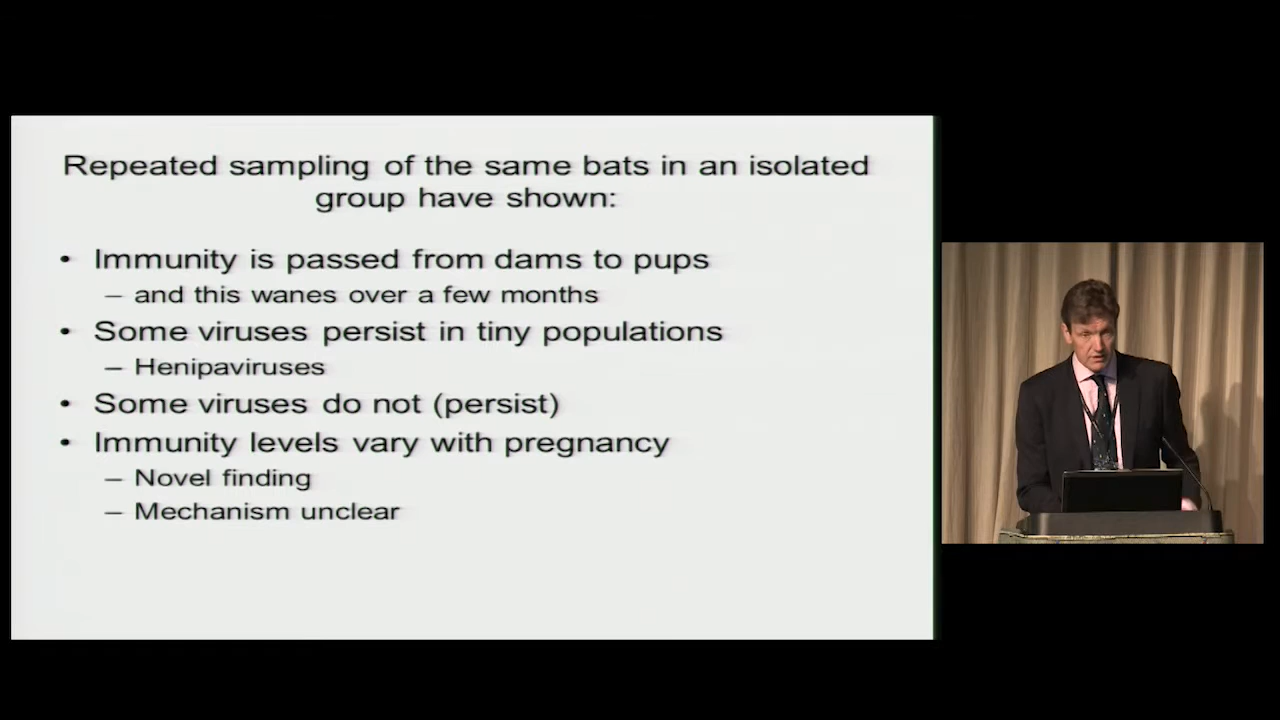 Repeated sampling of the same bats in an isolated
group have shown:
• Immunity is passed from dams to pups
– and this wanes over a few months
• Some viruses persist in tiny populations
– Henipaviruses
• Some viruses do not (persist)
• Immunity levels vary with pregnancy
– Novel finding
– Mechanism unclear